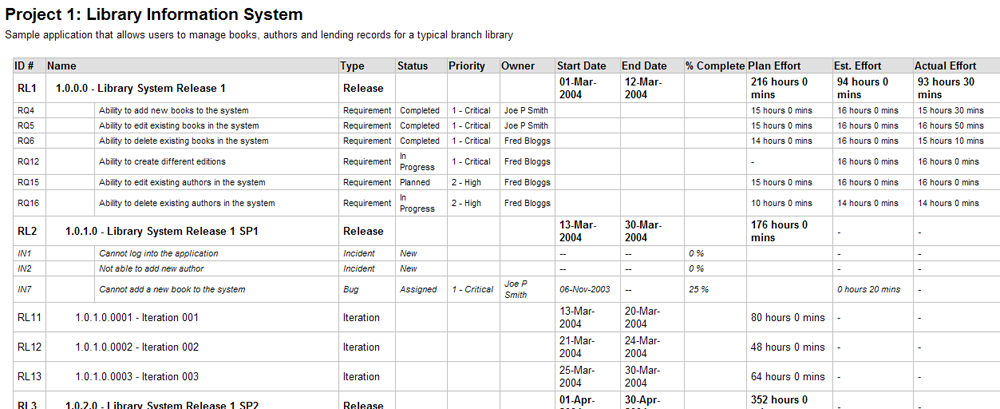 Project 1: Library Information System
Sample application that allows users to manage books, authors and lending records for a typical branch library
ID # Name Type Status Priority Owner Start Date End Date % Complete Plan Effort Est. Effort Actual Effort
RL1 1.0.0.0 - Library System Release 1 Release 01-Mar-2004 12-Mar-2004 216 hours 0 mins 94 hours 0 mins 93 hours 30 mins
RQ4 Ability to add new books to the system Requirement Completed 1 - Critical Joe P Smith 15 hours 0 mins 16 hours 0 mins 15 hours 30 mins
RQ5 Ability to edit existing books in the system Requirement Completed 1 - Critical Joe P Smith 15 hours 0 mins 16 hours 0 mins 16 hours 50 mins
RQ6 Ability to delete existing books in the system Requirement Completed 1 - Critical Fred Bloggs 14 hours 0 mins 16 hours 0 mins 15 hours 10 mins
RQ12 Ability to create different editions Requirement In Progress 1 - Critical Fred Bloggs - 16 hours 0 mins 16 hours 0 mins
RQ15 Ability to edit existing authors in the system Requirement Planned 2 - High Fred Bloggs 15 hours 0 mins 16 hours 0 mins 16 hours 0 mins
RQ16 Ability to delete existing authors in the system Requirement In Progress 2 - High Fred Bloggs 10 hours 0 mins 14 hours 0 mins 14 hours 0 mins
RL2 1.0.1.0 - Library System Release 1 SP1 Release 13-Mar-2004 30-Mar-2004 176 hours 0 mins - -
IN1 Cannot log into the application Incident New -- -- 0 % - -
IN2 Not able to add new author Incident New -- -- 0 % - -
IN7 Cannot add a new book to the system Bug Assigned 1 - Critical Joe P Smith 06-Nov-2003 -- 25 % 0 hours 20 mins -
RL11 1.0.1.0.0001 - Iteration 001 Iteration 13-Mar-2004 20-Mar-2004 80 hours 0 mins - -
RL12 1.0.1.0.0002 - Iteration 002 Iteration 21-Mar-2004 24-Mar-2004 48 hours 0 mins - -
RL13 1.0.1.0.0003 - Iteration 003 Iteration 25-Mar-2004 30-Mar-2004 64 hours 0 mins - -
RL3 1.0.2.0 - Library System Release 1 SP2 Release 01-Apr-2004 30-Apr-2004 352 hours 0 - -